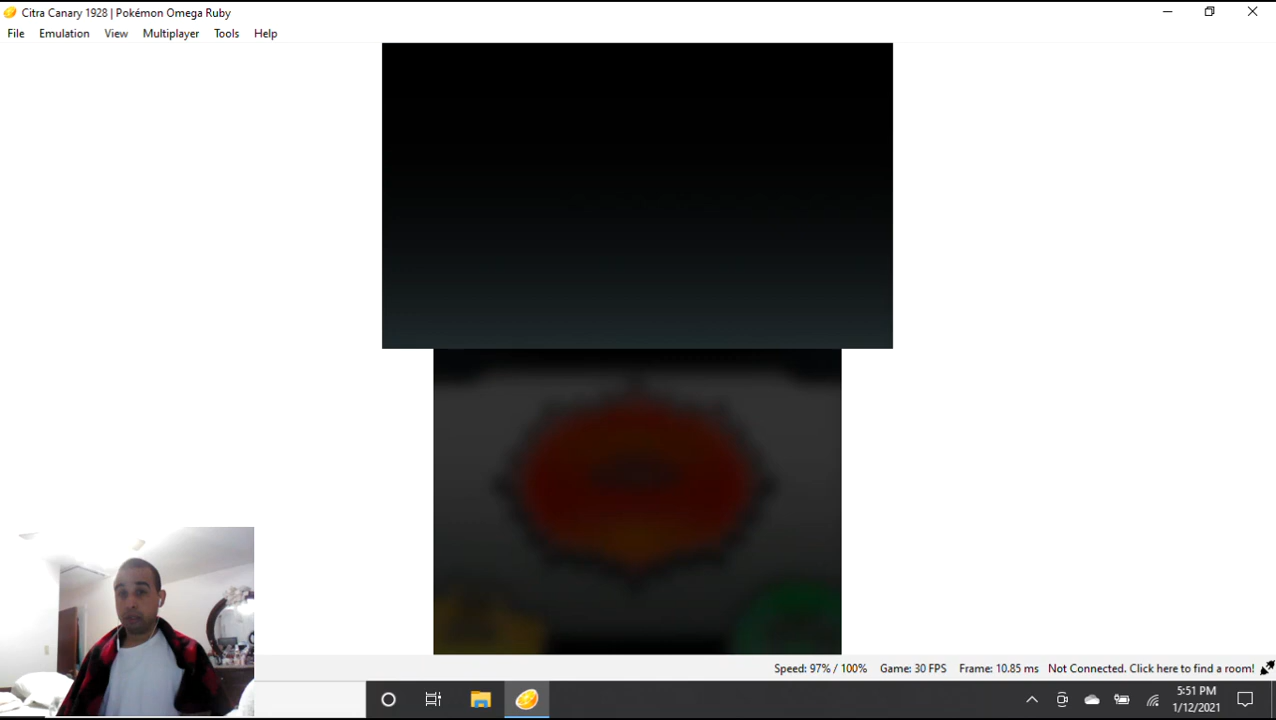 Citra Canary 1928 | Pokémon Omega Ruby
File Emulation View Multiplayer Tools Help
Speed: 97% / 100% Game: 30 FPS Frame: 10.85 ms Not Connected. Click here to find a room!
5:51 PM
1/12/2021